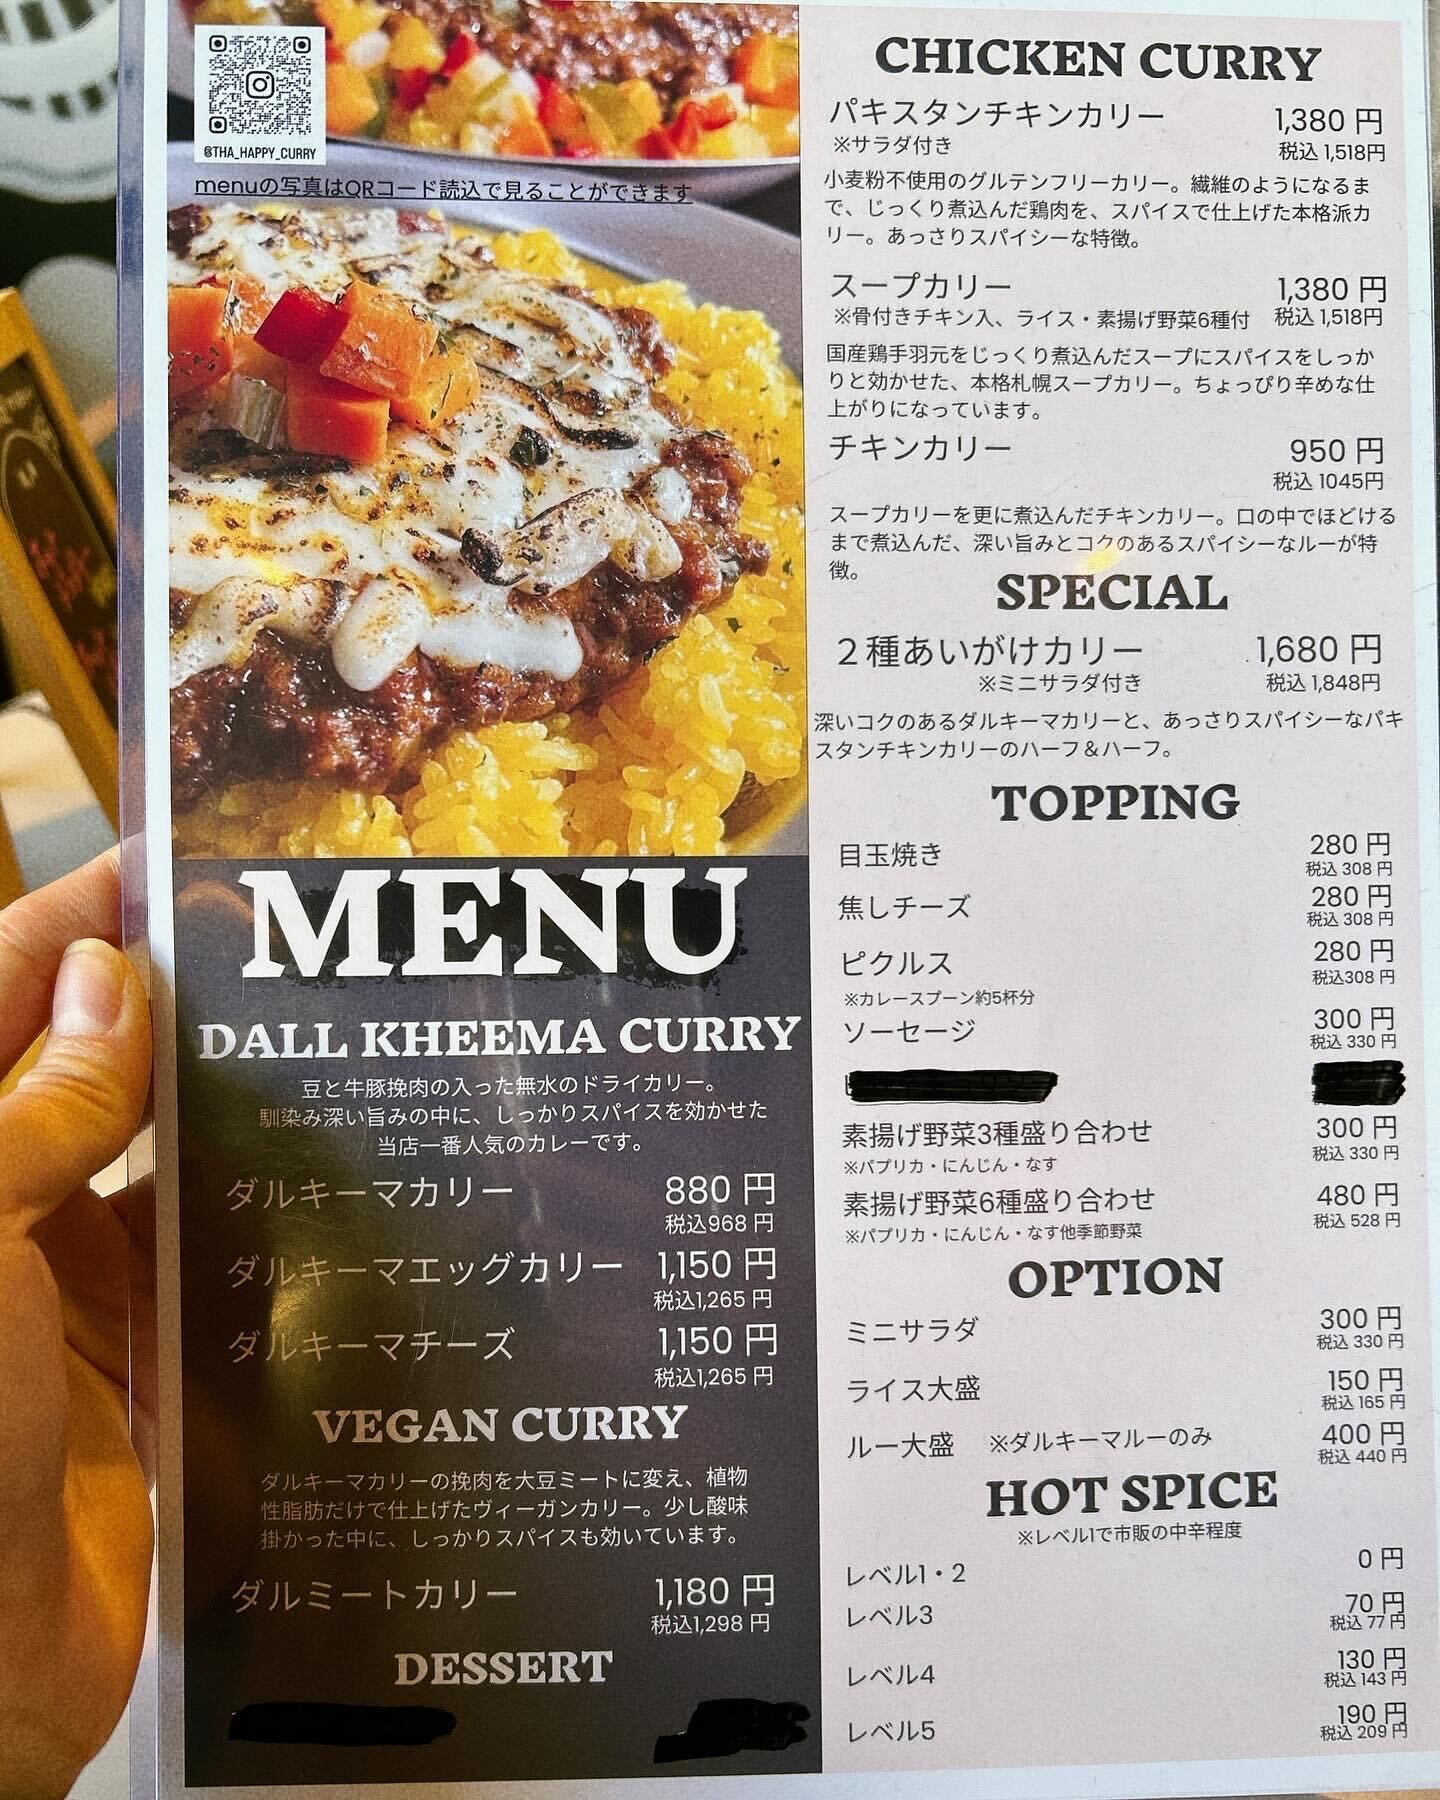 @THA_HAPPY_CURRY
menuの写真はQRコード読込で見ることができます
MENU
DALL KHEEMA CURRY
豆と牛豚挽肉の入った無水のドライカリー。
馴染み深い旨みの中に、しっかりスパイスを効かせた
当店一番人気のカレーです。
ダルキーマカリー 880 円
税込968 円
ダルキーマエッグカリー 1,150 円
税込1,265 円
ダルキーマチーズ 1,150 円
税込1,265 円
VEGAN CURRY
ダルキーマカリーの挽肉を大豆ミートに変え、植物
性脂肪だけで仕上げたヴィーガンカリー。少し酸味
掛かった中に、しっかりスパイスも効いています。
ダルミートカリー 1,180 円
税込1,298 円
DESSERT
CHICKEN CURRY
パキスタンチキンカリー 1,380 円
※サラダ付き 税込 1,518円
小麦粉不使用のグルテンフリーカリー。繊維のようになるま
で、じっくり煮込んだ鶏肉を、スパイスで仕上げた本格派カ
リー。あっさりスパイシーな特徴。
スープカリー 1,380 円
※骨付きチキン入、ライス・素揚げ野菜6種付 税込 1,518円
国産鶏手羽元をじっくり煮込んだスープにスパイスをしっか
りと効かせた、本格札幌スープカリー。ちょっぴり辛めな仕
上がりになっています。
チキンカリー 950 円
税込 1045円
スープカリーを更に煮込んだチキンカリー。口の中でほどける
まで煮込んだ、深い旨みとコクのあるスパイシーなルーが特
徴。
SPECIAL
２種あいがけカリー 1,680 円
※ミニサラダ付き 税込 1,848円
深いコクのあるダルキーマカリーと、あっさりスパイシーなパキ
スタンチキンカリーのハーフ＆ハーフ。
TOPPING
目玉焼き 280 円
税込 308 円
焦しチーズ 280 円
税込 308 円
ピクルス 280 円
税込308 円
※カレースプーン約5杯分
ソーセージ 300 円
税込 330 円
素揚げ野菜3種盛り合わせ 300 円
※パプリカ・にんじん・なす 税込 330 円
素揚げ野菜6種盛り合わせ 480 円
※パプリカ・にんじん・なす他季節野菜 税込 528 円
OPTION
ミニサラダ 300 円
税込 330 円
ライス大盛 150 円
税込 165 円
ルー大盛 ※ダルキーマルーのみ 400 円
税込 440 円
HOT SPICE
※レベル1で市販の中辛程度
レベル1・2 0 円
レベル3 70 円
税込 77 円
レベル4 130 円
税込 143 円
レベル5 190 円
税込 209 円